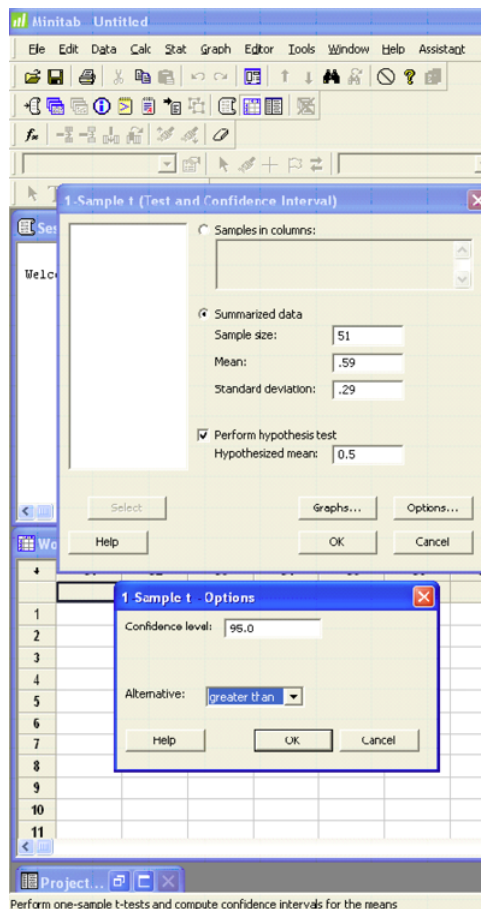 Minitab - Untitled
File Edit Data Calc Stat Graph Editor Tools Window Help Assistant
1-Sample t (Test and Confidence Interval)
Ses
Welco
Samples in columns:
Summarized data
Sample size: 51
Mean: .59
Standard deviation: .29
Perform hypothesis test
Hypothesized mean: 0.5
Select Graphs... Options...
Help OK Cancel
Wo
1-Sample t - Options
Confidence level: 95.0
Alternative: greater than
Help OK Cancel
1
2
3
4
5
6
7
8
9
10
11
Project...
Perform one-sample t-tests and compute confidence intervals for the means